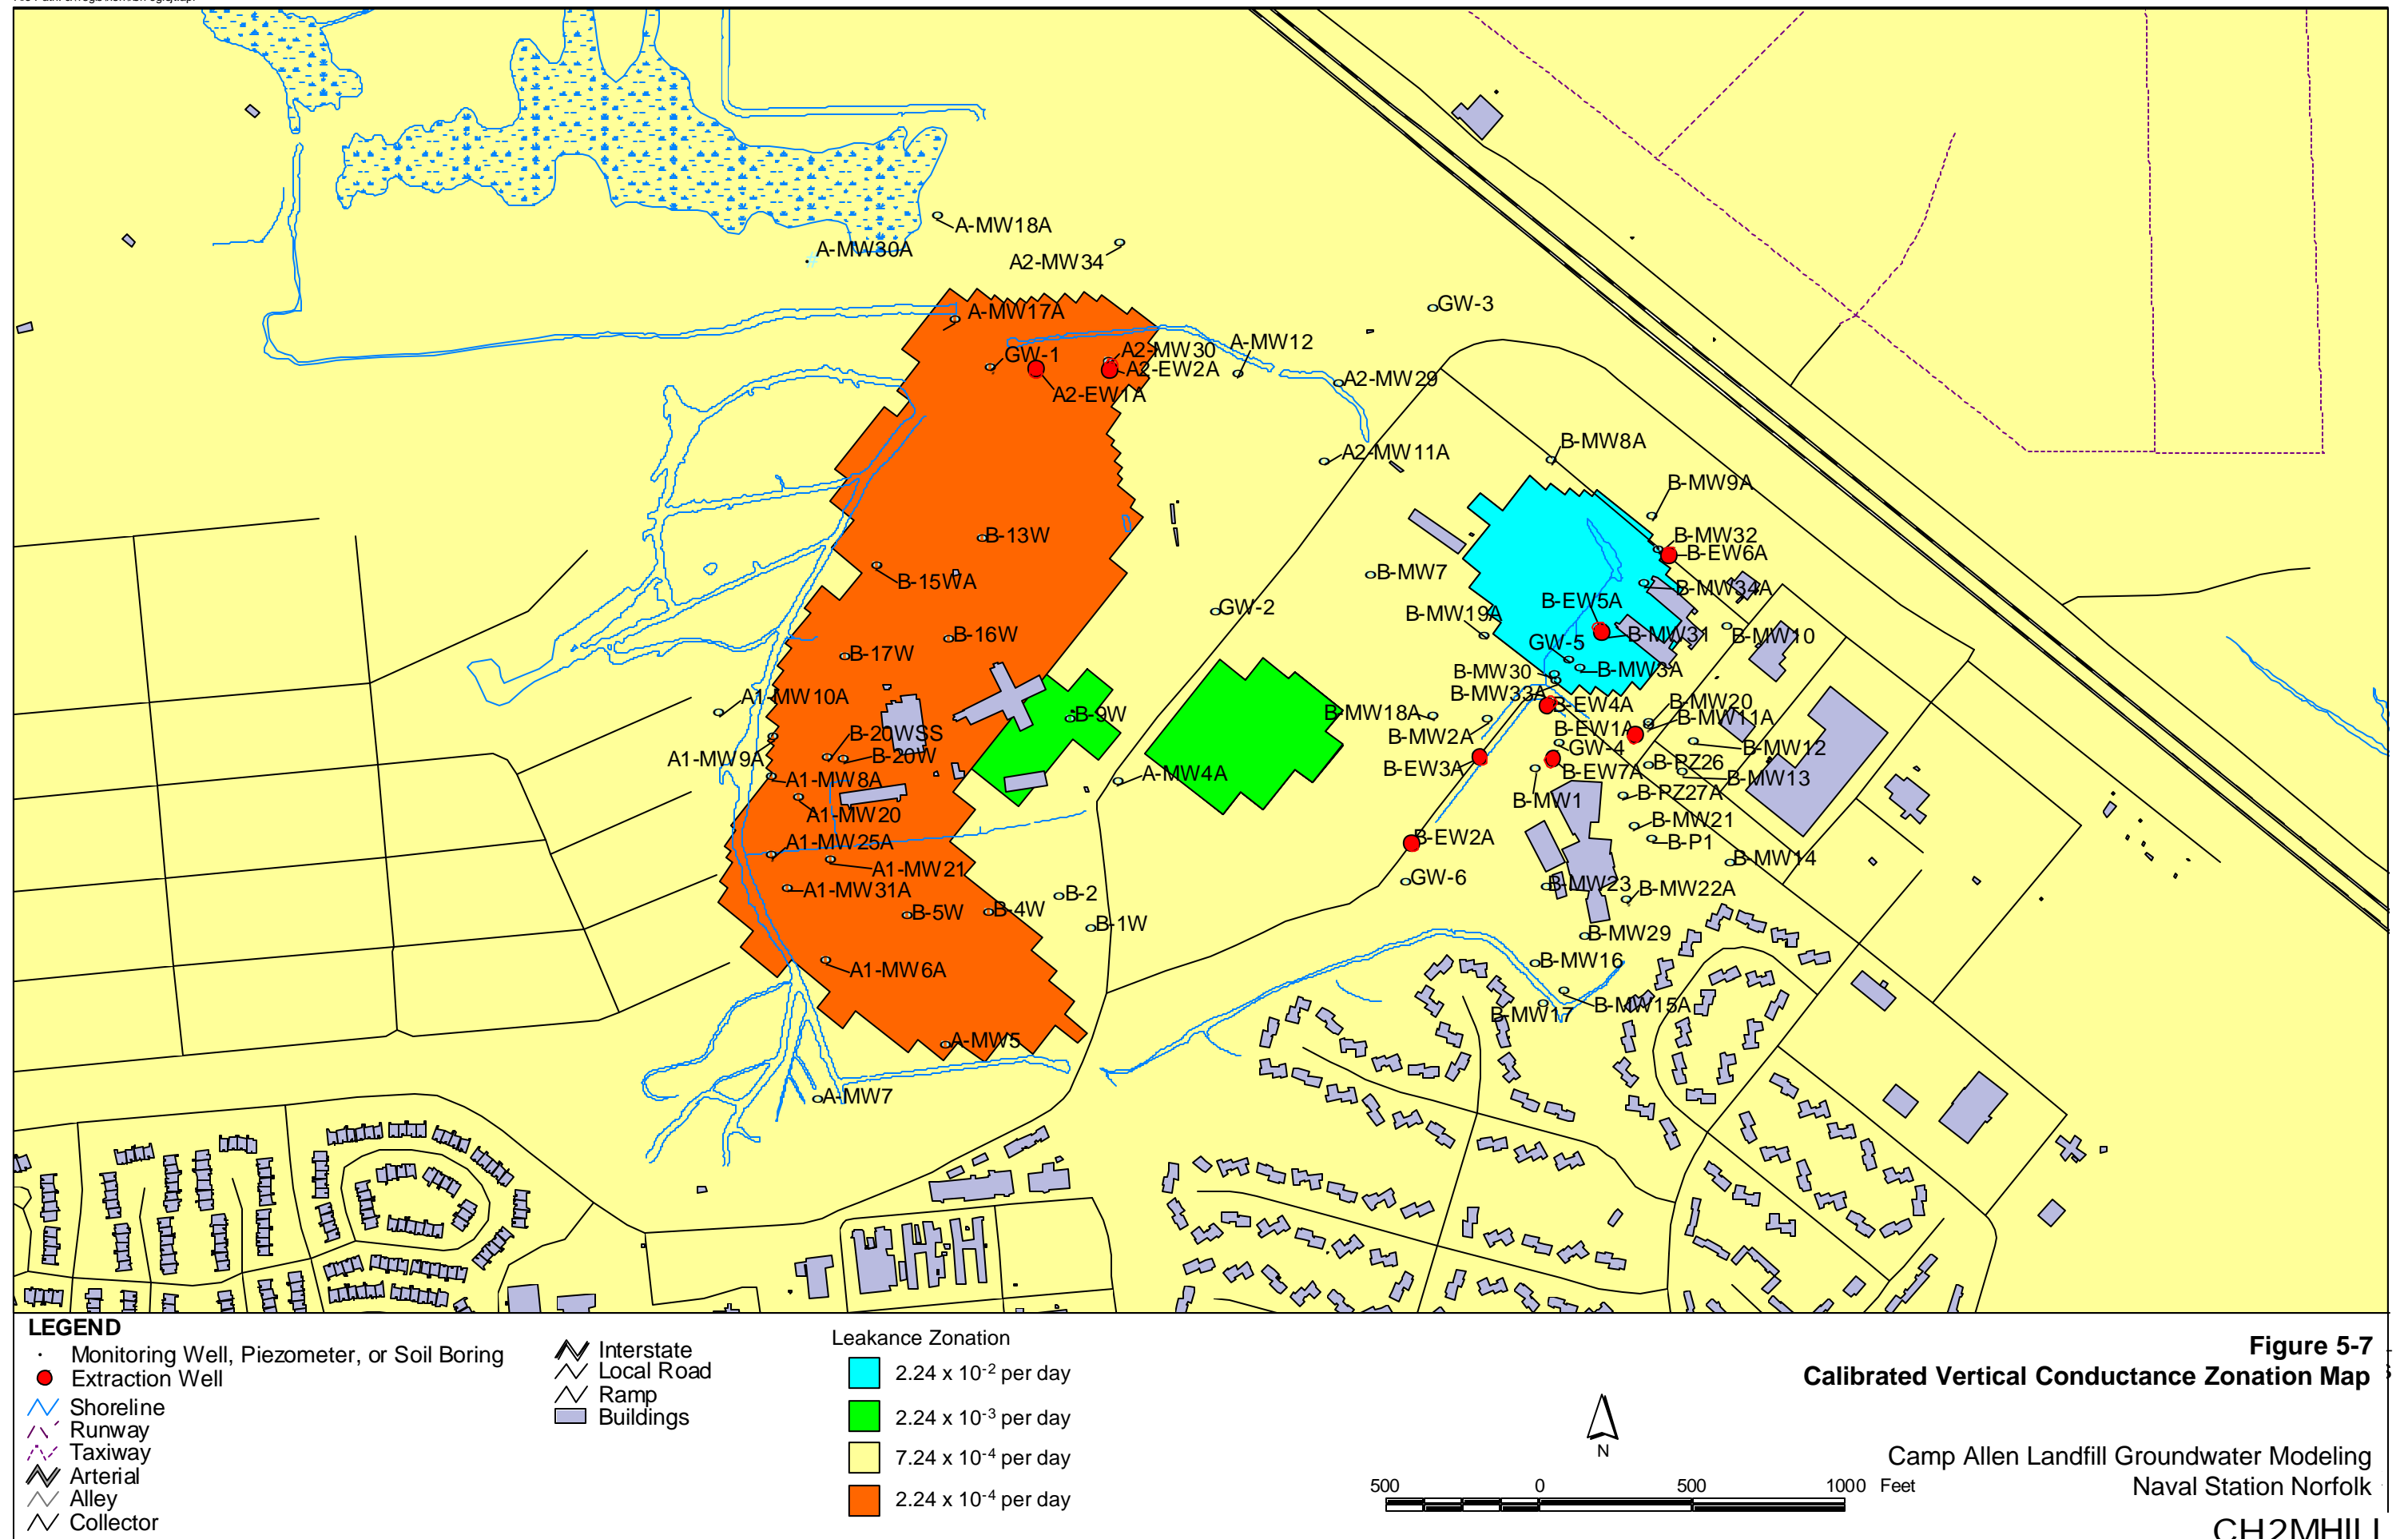 A-MW18A
A-MW30A
A2-MW34
GW-3
A-MW17A
GW-1
A2-MW30
A-MW12
A2-EW2A
A2-EW1A
A2-MW29
B-MW8A
A2-MW11A
B-MW9A
B-13W
B-MW32
B-EW6A
B-15WA
B-MW7
B-MW34A
B-EW5A
GW-2
B-MW19A
B-16W
B-MW31
B-MW10
GW-5
B-17W
B-MW30
B-MW3A
A1-MW10A
B-MW33A
B-EW4A
B-MW20
B-9W
B-MW18A
B-MW11A
B-20WSS
B-MW2A
B-EW1A
GW-4
B-MW12
A1-MW9A
B-20W
B-EW3A
B-EW7A
B-PZ26
A1-MW8A
A-MW4A
B-MW13
B-MW1
B-PZ27A
A1-MW20
B-MW21
B-EW2A
B-P1
A1-MW25A
B-MW14
A1-MW21
GW-6
A1-MW31A
B-2
B-MW23
B-MW22A
B-5W
B-4W
B-1W
B-MW29
A1-MW6A
B-MW16
B-MW15A
B-MW17
A-MW5
A-MW7
LEGEND
Monitoring Well, Piezometer, or Soil Boring
Extraction Well
Shoreline
Runway
Taxiway
Arterial
Alley
Collector
Interstate
Local Road
Ramp
Buildings
Leakance Zonation
2.24 x 10-2 per day
2.24 x 10-3 per day
7.24 x 10-4 per day
2.24 x 10-4 per day
N
500 0 500 1000 Feet
Figure 5-7
Calibrated Vertical Conductance Zonation Map
Camp Allen Landfill Groundwater Modeling
Naval Station Norfolk
CH2MHILL